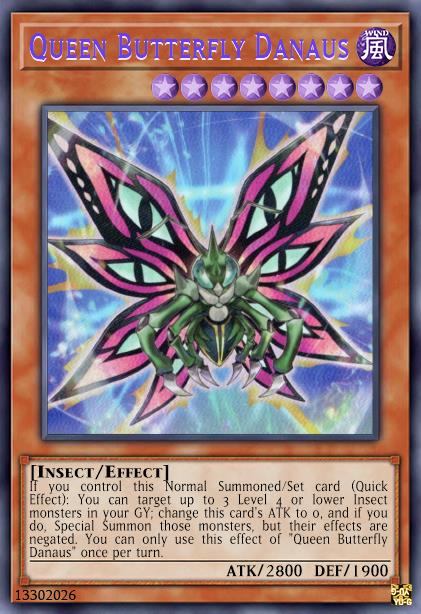 QUEEN BUTTERFLY DANAUS
WIND
風
[INSECT/EFFECT]
If you control this Normal Summoned/Set card (Quick
Effect): You can target up to 3 Level 4 or lower Insect
monsters in your GY; change this card's ATK to 0, and if you
do, Special Summon those monsters, but their effects are
negated. You can only use this effect of "Queen Butterfly
Danaus" once per turn.
ATK/2800 DEF/1900
13302026